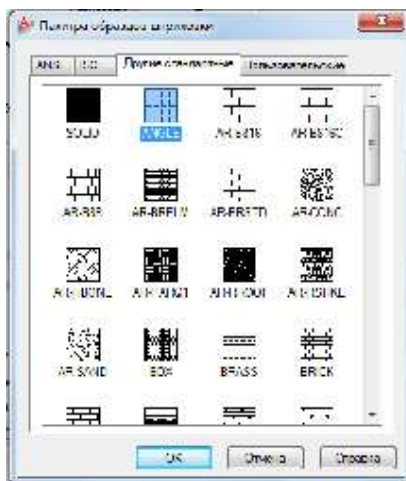 Палитра образцов штриховки
ANSI ISO Другие стандартные Пользовательские
SOLID ANGLE AR-B816 AR-B816C
AR-B88 AR-BRELM AR-BRSTD AR-CONC
AR-HBONE AR-PARQ1 AR-RROOF AR-RSHKE
AR-SAND BOX BRASS BRICK
OK Отмена Справка